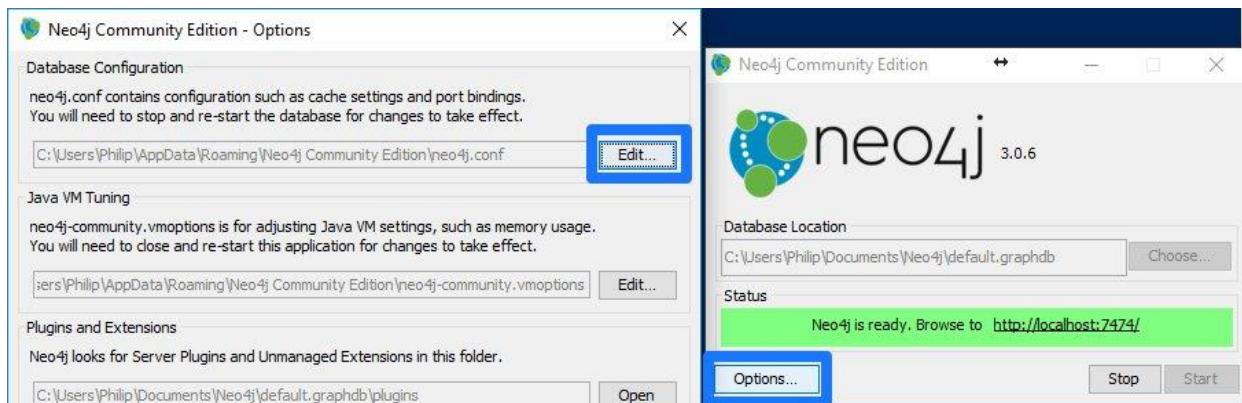 Neo4j Community Edition - Options
Database Configuration
neo4j.conf contains configuration such as cache settings and port bindings.
You will need to stop and re-start the database for changes to take effect.
C:\Users\Philip\AppData\Roaming\Neo4j Community Edition\neo4j.conf
Edit...
Java VM Tuning
neo4j-community.vmoptions is for adjusting Java VM settings, such as memory usage.
You will need to close and re-start this application for changes to take effect.
sers\Philip\AppData\Roaming\Neo4j Community Edition\neo4j-community.vmoptions
Edit...
Plugins and Extensions
Neo4j looks for Server Plugins and Unmanaged Extensions in this folder.
C:\Users\Philip\Documents\Neo4j\default.graphdb\plugins
Open
Neo4j Community Edition
neo4j 3.0.6
Database Location
C:\Users\Philip\Documents\Neo4j\default.graphdb
Choose...
Status
Neo4j is ready. Browse to http://localhost:7474/
Options...
Stop
Start